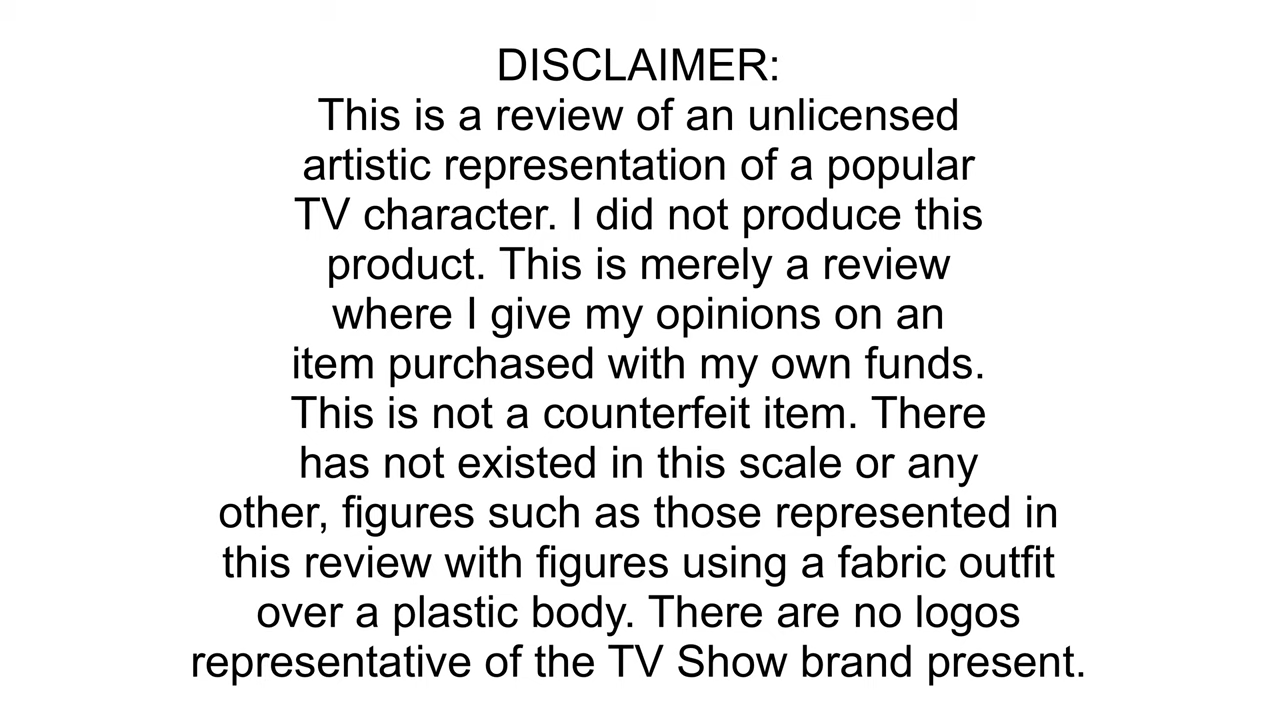 DISCLAIMER:
This is a review of an unlicensed
artistic representation of a popular
TV character. I did not produce this
product. This is merely a review
where I give my opinions on an
item purchased with my own funds.
This is not a counterfeit item. There
has not existed in this scale or any
other, figures such as those represented in
this review with figures using a fabric outfit
over a plastic body. There are no logos
representative of the TV Show brand present.